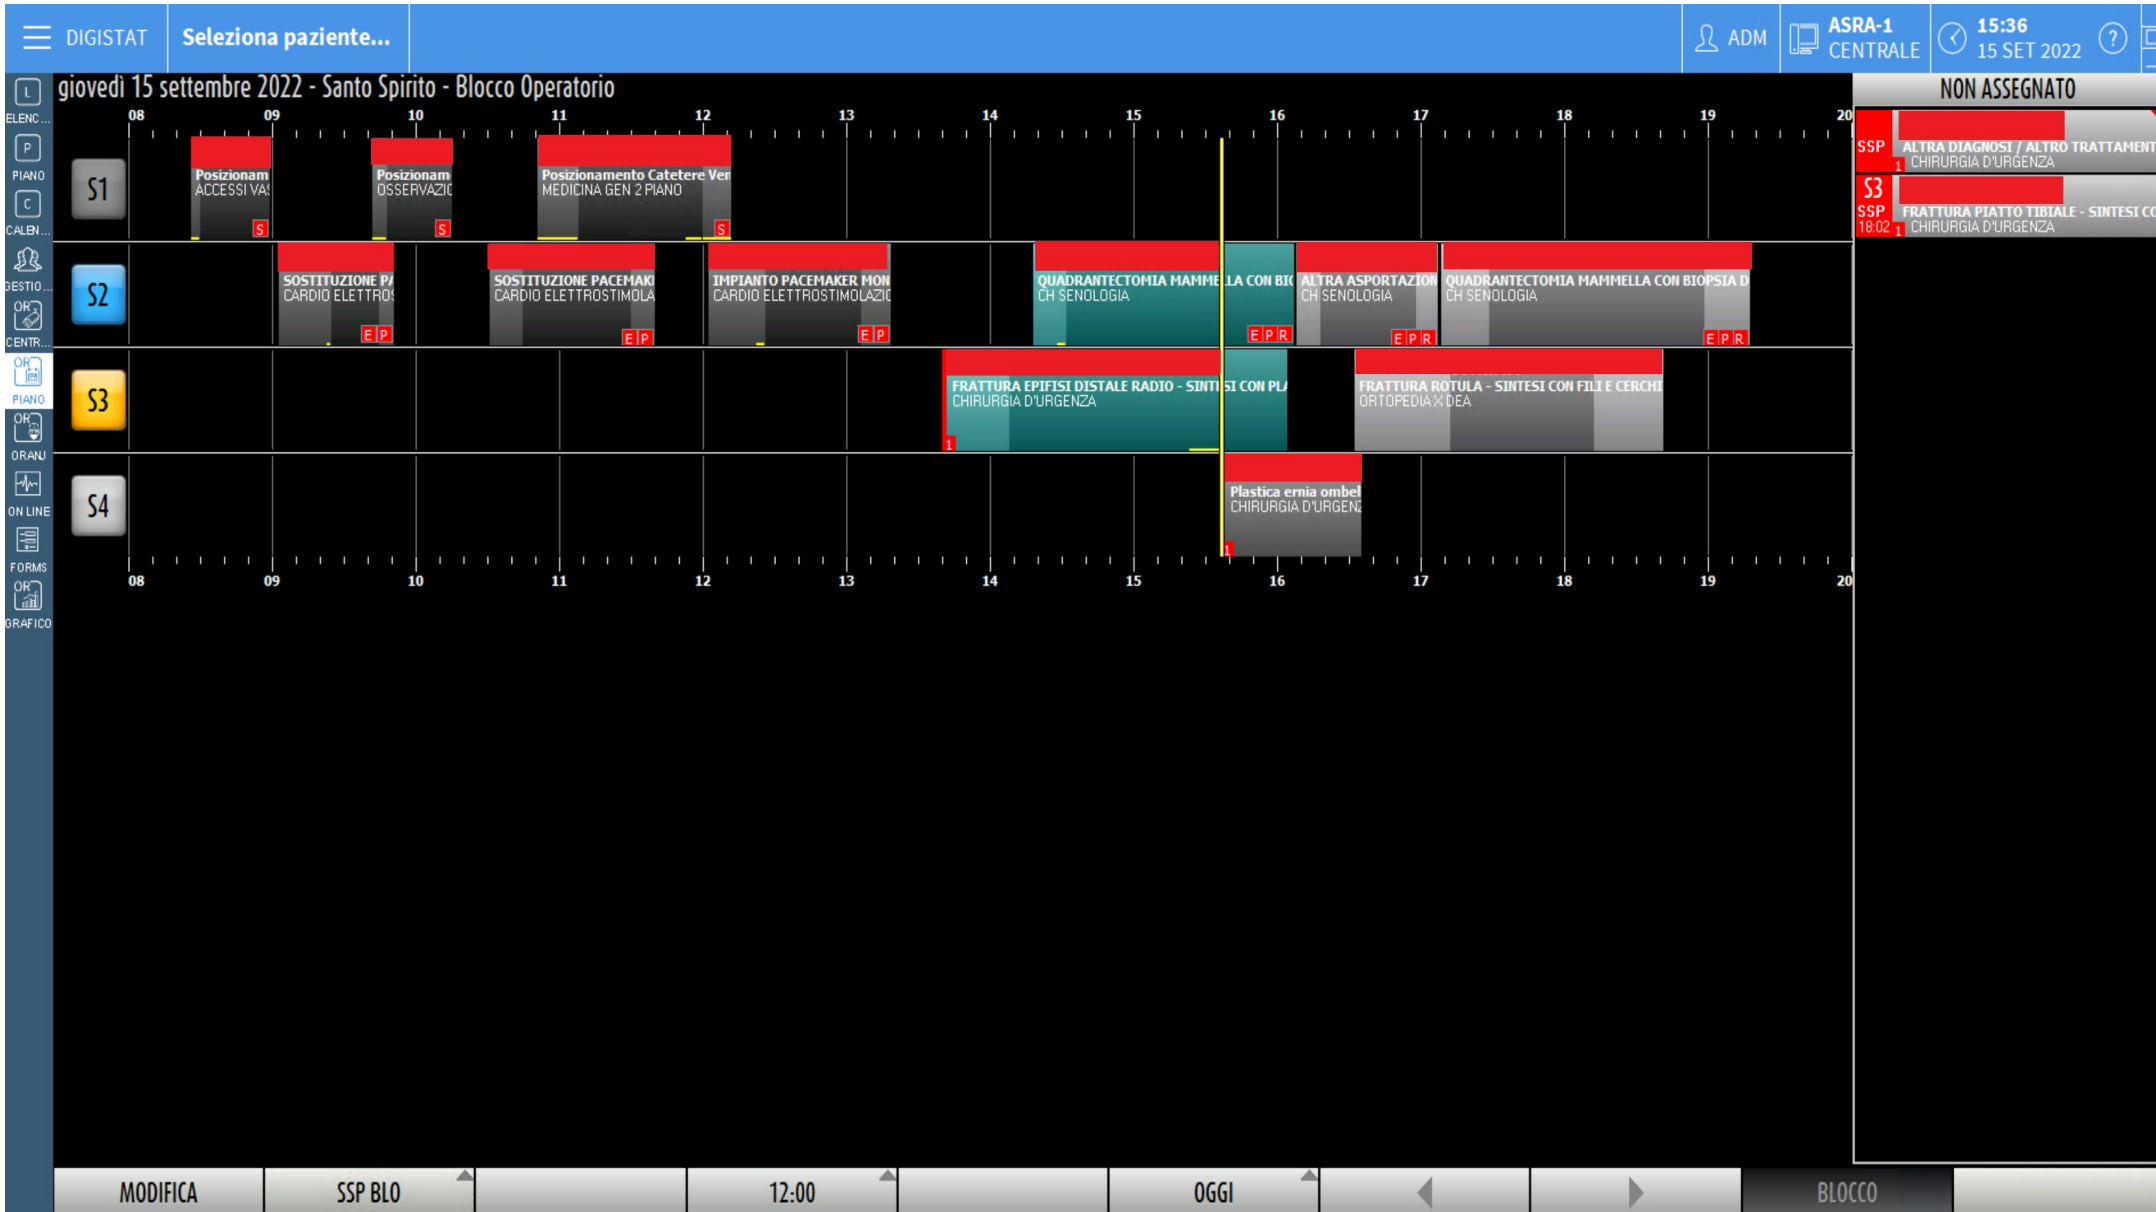 DIGISTAT
Seleziona paziente...
ADM
ASRA-1
CENTRALE
15:36
15 SET 2022
?
L
ELENC...
P
PIANO
C
CALEN...
GESTIO...
OR
CENTR...
OR
PIANO
OR
ORANJ
ON LINE
FORMS
OR
GRAFICO
giovedì 15 settembre 2022 - Santo Spirito - Blocco Operatorio
08 09 10 11 12 13 14 15 16 17 18 19 20
S1
Posizionam
ACCESSI VAS
S
Posizionam
OSSERVAZIO
S
Posizionamento Catetere Ven
MEDICINA GEN 2 PIANO
S
S2
SOSTITUZIONE PA
CARDIO ELETTROS
E P
SOSTITUZIONE PACEMAK
CARDIO ELETTROSTIMOLA
E P
IMPIANTO PACEMAKER MON
CARDIO ELETTROSTIMOLAZIO
E P
QUADRANTECTOMIA MAMMELLA CON BIO
CH SENOLOGIA
E P R
ALTRA ASPORTAZION
CH SENOLOGIA
E P R
QUADRANTECTOMIA MAMMELLA CON BIOPSIA D
CH SENOLOGIA
E P R
S3
FRATTURA EPIFISI DISTALE RADIO - SINTESI CON PLA
CHIRURGIA D'URGENZA
1
FRATTURA ROTULA - SINTESI CON FILI E CERCHI
ORTOPEDIA X DEA
S4
Plastica ernia ombel
CHIRURGIA D'URGENZ
1
08 09 10 11 12 13 14 15 16 17 18 19 20
NON ASSEGNATO
SSP
ALTRA DIAGNOSI / ALTRO TRATTAMENT
1 CHIRURGIA D'URGENZA
S3
SSP
FRATTURA PIATTO TIBIALE - SINTESI CO
18:02 1 CHIRURGIA D'URGENZA
MODIFICA
SSP BLO
12:00
OGGI
BLOCCO